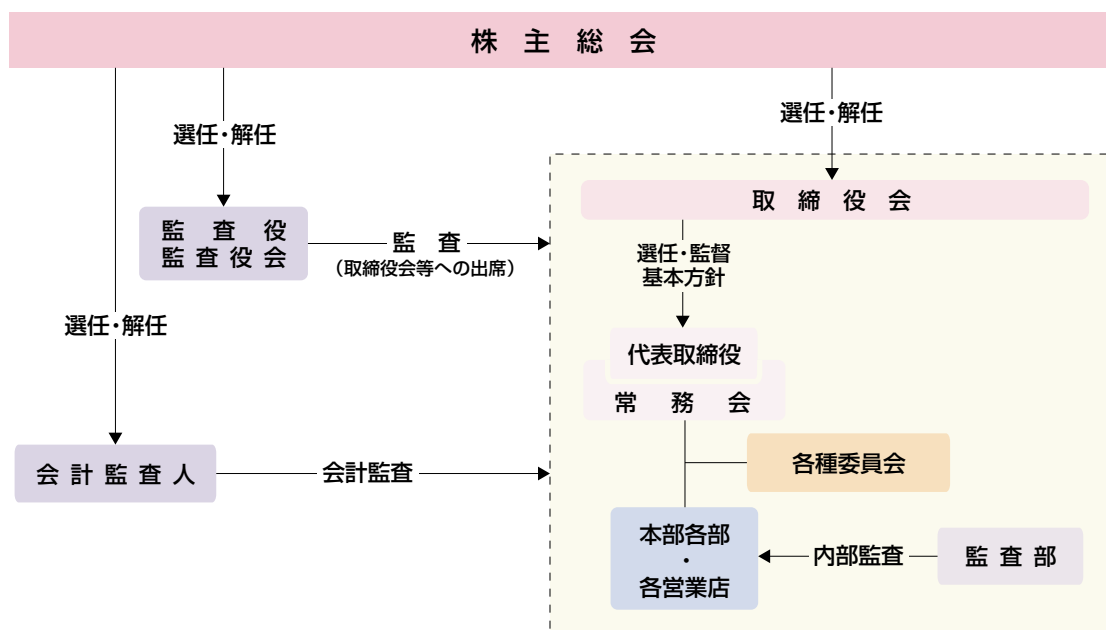 株主総会
選任・解任
選任・解任
選任・解任
監査役
監査役会
監査
（取締役会等への出席）
取締役会
選任・監督
基本方針
代表取締役
常務会
会計監査人
会計監査
各種委員会
本部各部
・
各営業店
内部監査
監査部